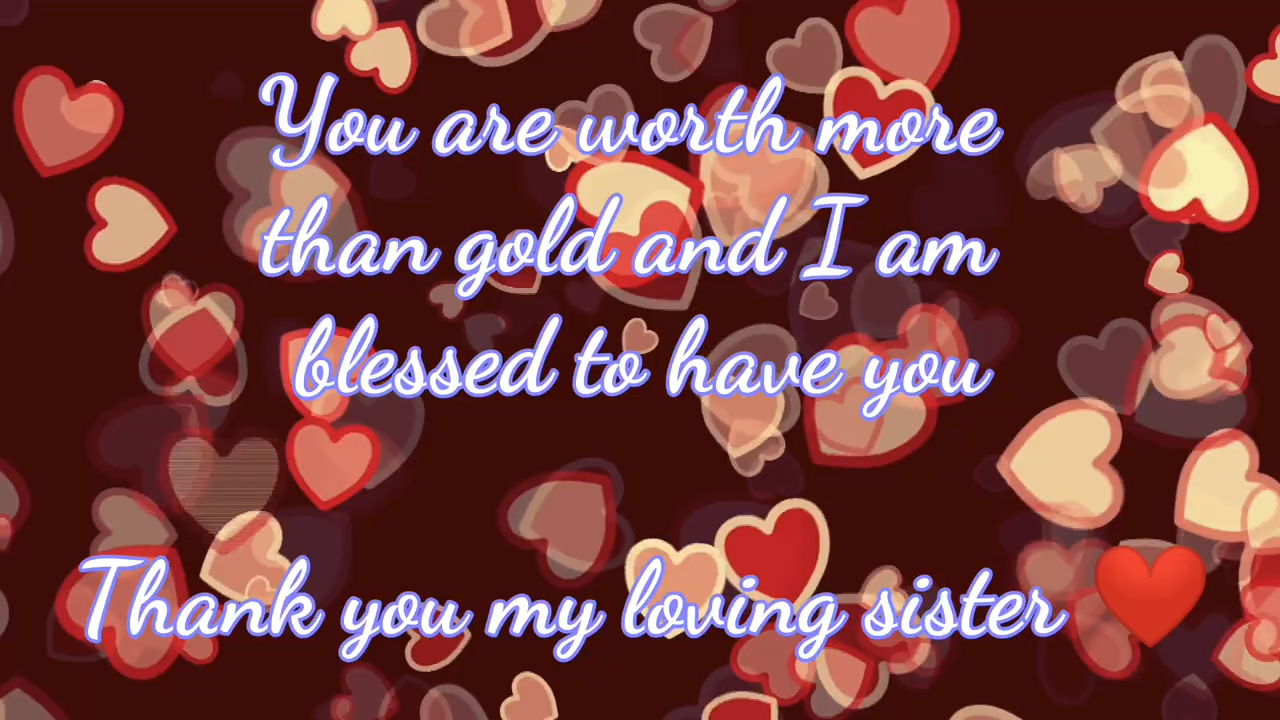 You are worth more
than gold and I am
blessed to have you
Thank you my loving sister ❤️